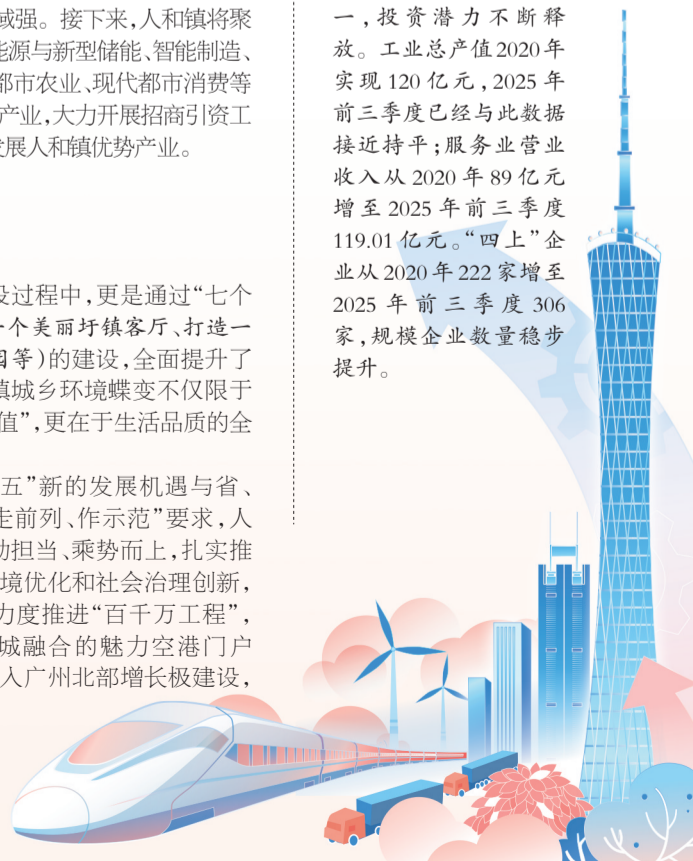 域强。接下来,人和镇将聚
能源与新型储能、智能制造、
都市农业、现代都市消费等
产业,大力开展招商引资工
发展人和镇优势产业。
设过程中,更是通过“七个
一个美丽圩镇客厅、打造一
园等)的建设,全面提升了
镇城乡环境蝶变不仅限于
值”,更在于生活品质的全
五”新的发展机遇与省、
走前列、作示范”要求,人
动担当、乘势而上,扎实推
境优化和社会治理创新,
力度推进“百千万工程”,
城融合的魅力空港门户
入广州北部增长极建设,
一,投资潜力不断释
放。工业总产值2020年
实现120亿元,2025年
前三季度已经与此数据
接近持平;服务业营业
收入从2020年89亿元
增至2025年前三季度
119.01亿元。“四上”企
业从2020年222家增至
2025年前三季度306
家,规模企业数量稳步
提升。